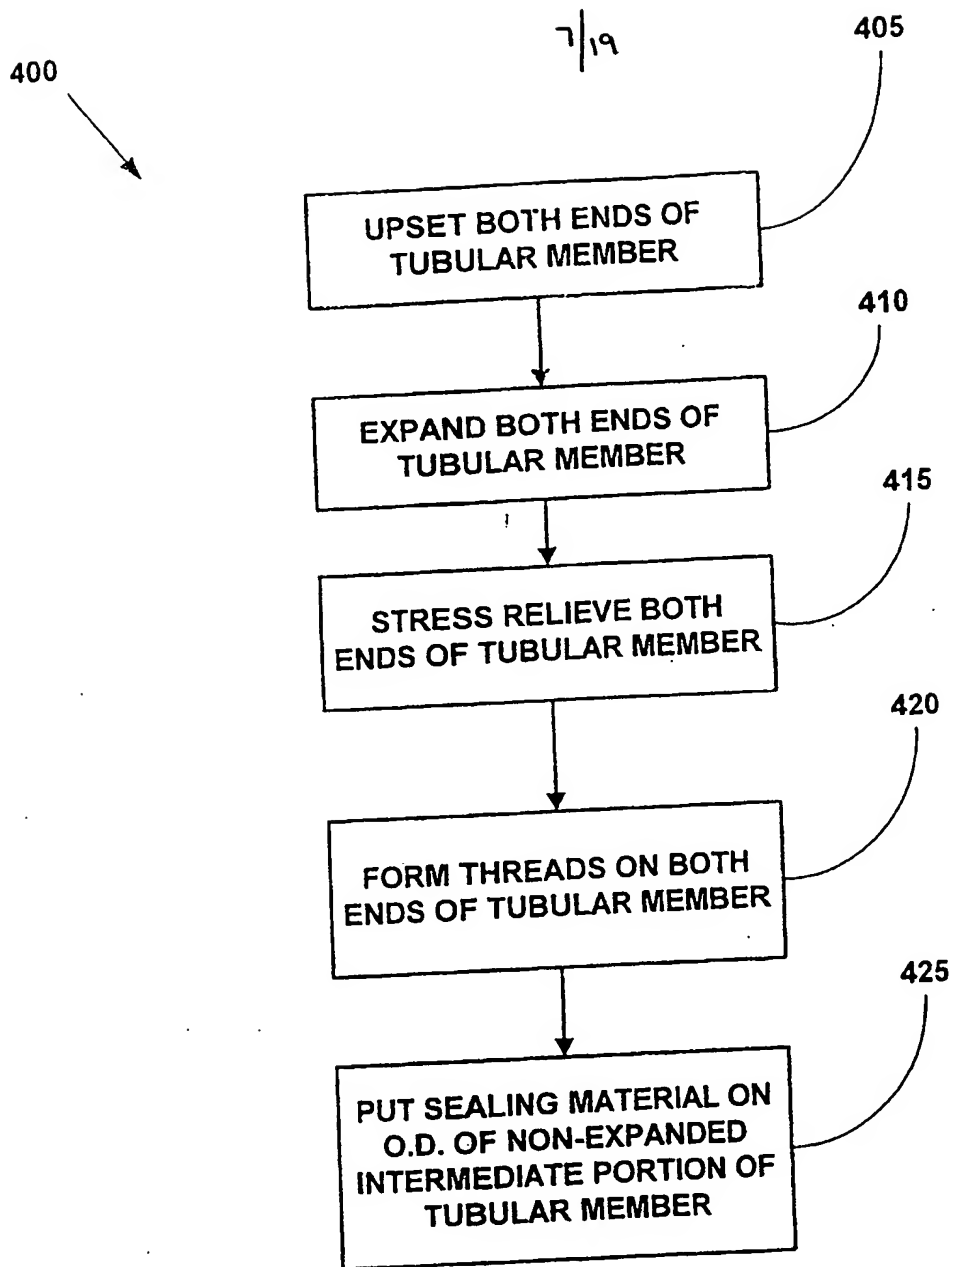 7/19
400
405
UPSET BOTH ENDS OF
TUBULAR MEMBER
410
EXPAND BOTH ENDS OF
TUBULAR MEMBER
415
STRESS RELIEVE BOTH
ENDS OF TUBULAR MEMBER
420
FORM THREADS ON BOTH
ENDS OF TUBULAR MEMBER
425
PUT SEALING MATERIAL ON
O.D. OF NON-EXPANDED
INTERMEDIATE PORTION OF
TUBULAR MEMBER